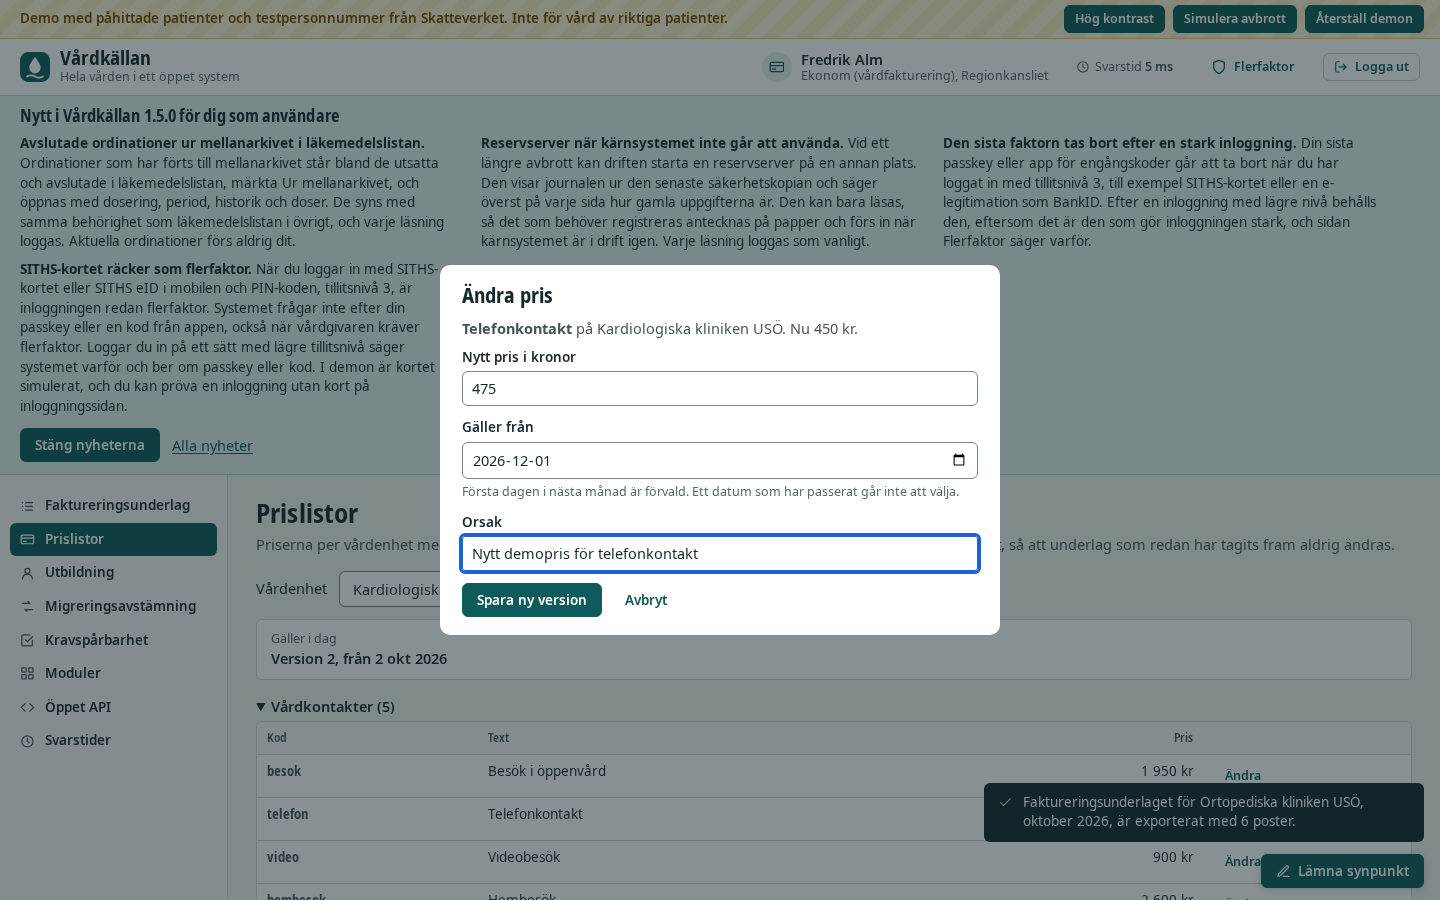 Demo med påhittade patienter och testpersonnummer från Skatteverket. Inte för vård av riktiga patienter.
Hög kontrast
Simulera avbrott
Återställ demon
Vårdkällan
Hela vården i ett öppet system
Fredrik Alm
Ekonom (vårdfakturering), Regionkansliet
Svarstid 5 ms
Flerfaktor
Logga ut
Nytt i Vårdkällan 1.5.0 för dig som användare
Avslutade ordinationer ur mellanarkivet i läkemedelslistan.
Ordinationer som har förts till mellanarkivet står bland de utsatta
och avslutade i läkemedelslistan, märkta Ur mellanarkivet, och
öppnas med dosering, period, historik och doser. De syns med
samma behörighet som läkemedelslistan i övrigt, och varje läsning
loggas. Aktuella ordinationer förs aldrig dit.
Reservserver när kärnsystemet inte går att använda. Vid ett
längre avbrott kan driften starta en reservserver på en annan plats.
Den visar journalen ur den senaste säkerhetskopian och säger
överst på varje sida hur gamla uppgifterna är. Den kan bara läsas,
så det som behöver registreras antecknas på papper och förs in när
kärnsystemet är i drift igen. Varje läsning loggas som vanligt.
Den sista faktorn tas bort efter en stark inloggning. Din sista
passkey eller app för engångskoder går att ta bort när du har
loggat in med tillitsnivå 3, till exempel SITHS-kortet eller en e-
legitimation som BankID. Efter en inloggning med lägre nivå behålls
den, eftersom det är den som gör inloggningen stark, och sidan
Flerfaktor säger varför.
SITHS-kortet räcker som flerfaktor. När du loggar in med SITHS-
kortet eller SITHS eID i mobilen och PIN-koden, tillitsnivå 3, är
inloggningen redan flerfaktor. Systemet frågar inte efter din
passkey eller en kod från appen, också när vårdgivaren kräver
flerfaktor. Loggar du in på ett sätt med lägre tillitsnivå säger
systemet varför och ber om passkey eller kod. I demon är kortet
simulerat, och du kan pröva en inloggning utan kort på
inloggningssidan.
Stäng nyheterna
Alla nyheter
Ändra pris
Telefonkontakt på Kardiologiska kliniken USÖ. Nu 450 kr.
Nytt pris i kronor
475
Gäller från
2026-12-01
Första dagen i nästa månad är förvald. Ett datum som har passerat går inte att välja.
Orsak
Nytt demopris för telefonkontakt
Spara ny version
Avbryt
Faktureringsunderlag
Prislistor
Utbildning
Migreringsavstämning
Kravspårbarhet
Moduler
Öppet API
Svarstider
Prislistor
Priserna per vårdenhet me
, så att underlag som redan har tagits fram aldrig ändras.
Vårdenhet
Kardiologisk
Gäller i dag
Version 2, från 2 okt 2026
Vårdkontakter (5)
Kod
Text
Pris
besok
Besök i öppenvård
1 950 kr
Ändra
telefon
Telefonkontakt
video
Videobesök
900 kr
Ändra
hembesok
Hembesök
2 600 kr
Faktureringsunderlaget för Ortopediska kliniken USÖ,
oktober 2026, är exporterat med 6 poster.
Lämna synpunkt